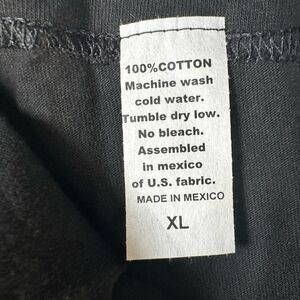 100%COTTON
Machine wash
cold water.
Tumble dry low.
No bleach.
Assembled
in mexico
of U.S. fabric.
MADE IN MEXICO
XL